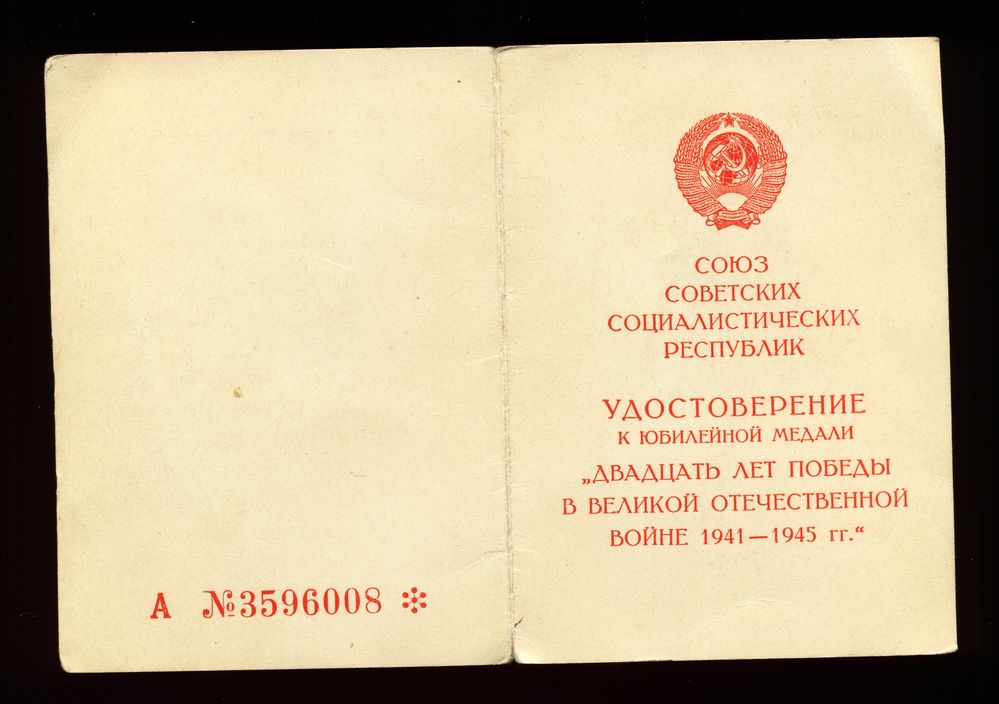 А №3596008
СОЮЗ
СОВЕТСКИХ
СОЦИАЛИСТИЧЕСКИХ
РЕСПУБЛИК
УДОСТОВЕРЕНИЕ
К ЮБИЛЕЙНОЙ МЕДАЛИ
„ДВАДЦАТЬ ЛЕТ ПОБЕДЫ
В ВЕЛИКОЙ ОТЕЧЕСТВЕННОЙ
ВОЙНЕ 1941—1945 гг.“